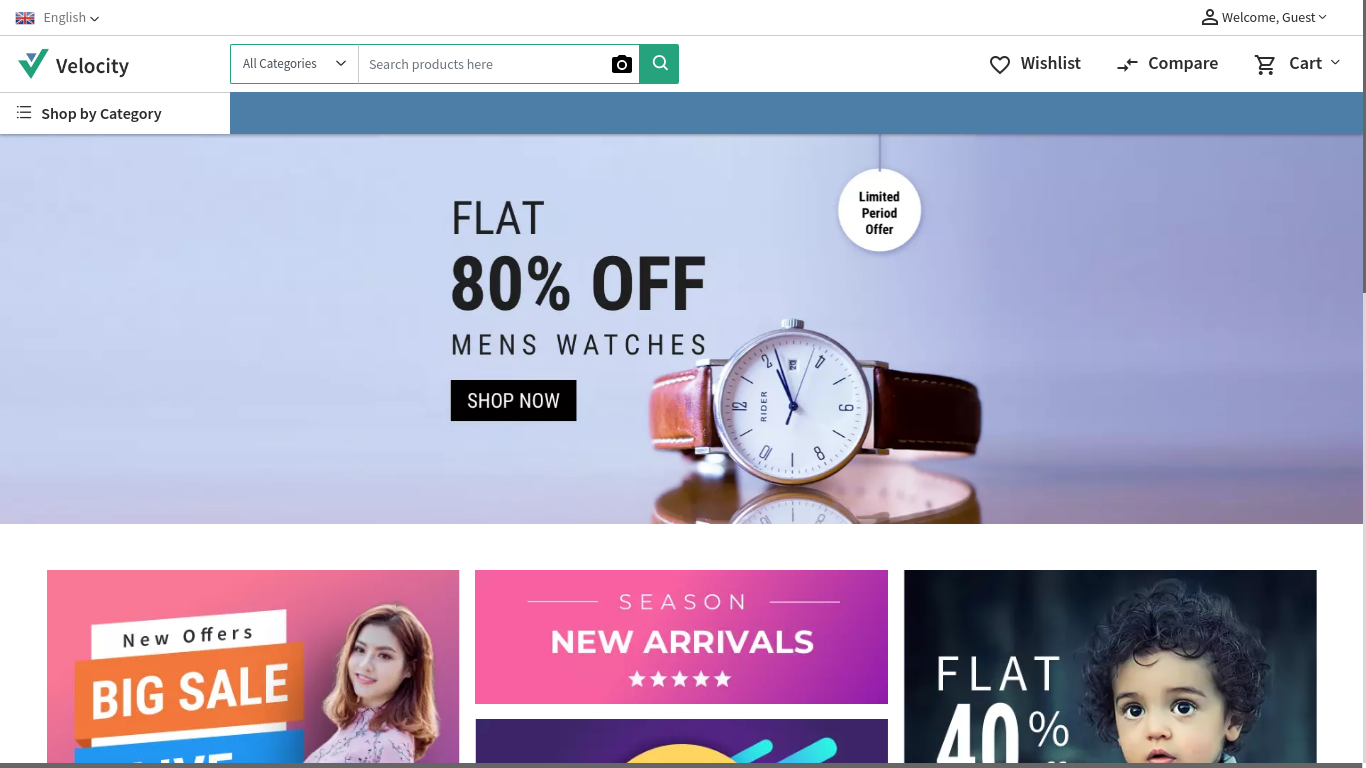 English
Welcome, Guest
Velocity
All Categories
Search products here
Wishlist
Compare
Cart
Shop by Category
Limited
Period
Offer
FLAT
80% OFF
MENS WATCHES
SHOP NOW
RIDER
New Offers
BIG SALE
SEASON
NEW ARRIVALS
FLAT
40%